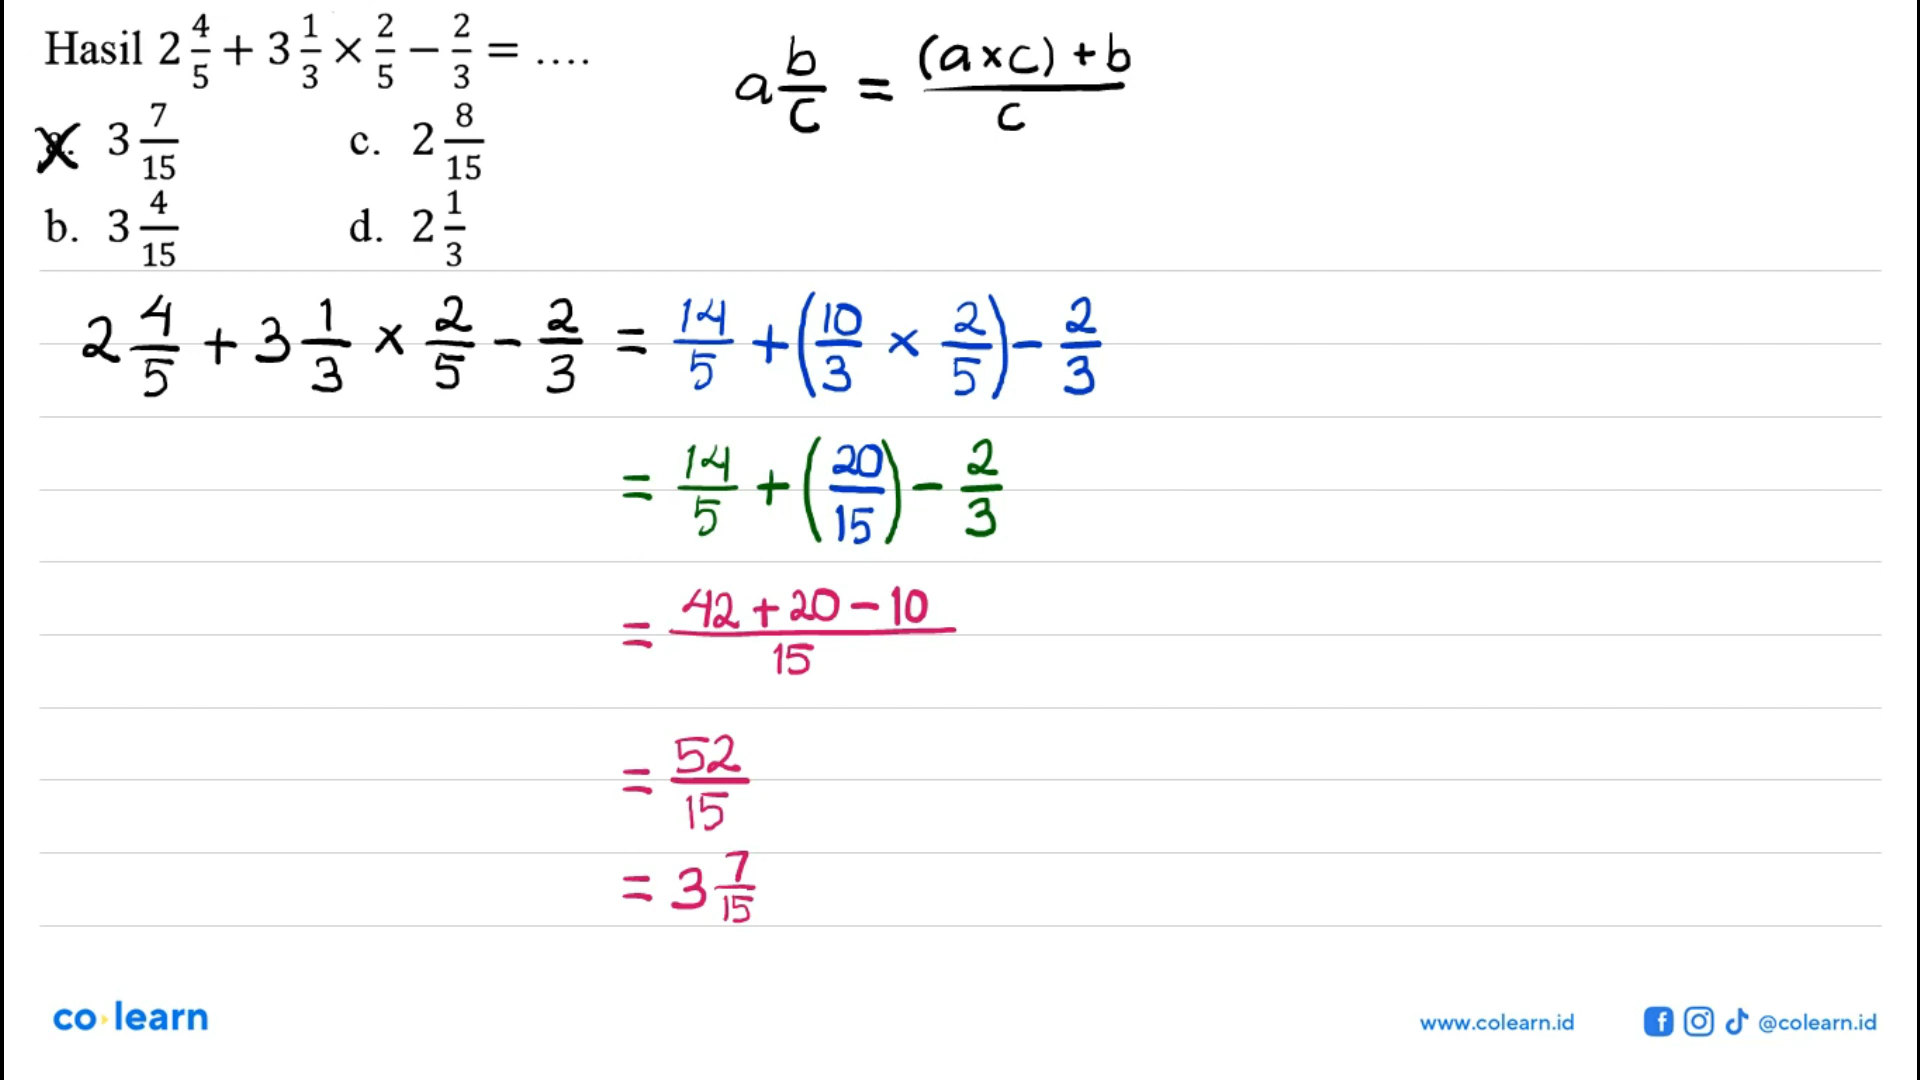 Hasil 2 4/5 + 3 1/3 × 2/5 − 2/3 = ....
a b/c = ((a×c) + b)/c
3 7/15 c. 2 8/15
b. 3 4/15 d. 2 1/3
2 4/5 + 3 1/3 × 2/5 − 2/3 = 14/5 + (10/3 × 2/5) − 2/3
= 14/5 + (20/15) − 2/3
= (42 + 20 − 10)/15
= 52/15
= 3 7/15
co learn
www.colearn.id @colearn.id